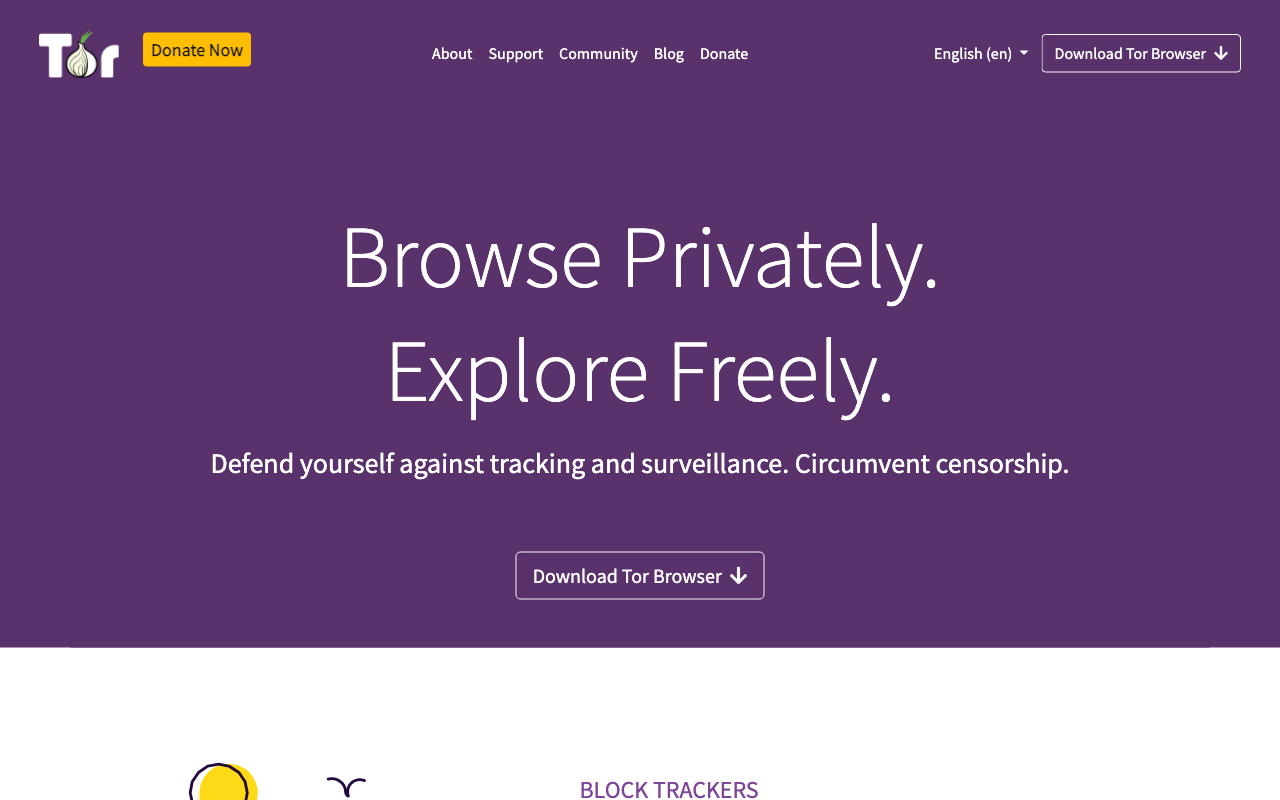 Tor
Donate Now
About
Support
Community
Blog
Donate
English (en)
Download Tor Browser
Browse Privately.
Explore Freely.
Defend yourself against tracking and surveillance. Circumvent censorship.
Download Tor Browser
BLOCK TRACKERS